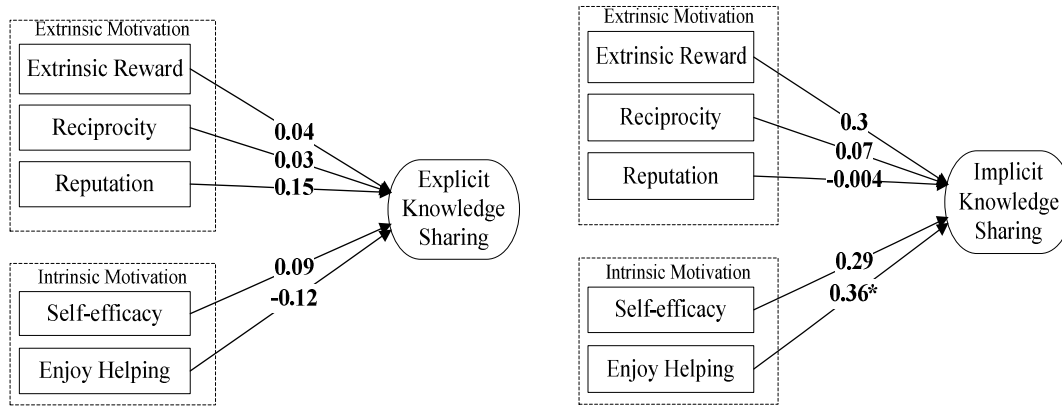 Extrinsic Motivation
Extrinsic Reward
Reciprocity
Reputation
0.04
0.03
0.15
Explicit
Knowledge
Sharing
Intrinsic Motivation
Self-efficacy
Enjoy Helping
0.09
-0.12
Extrinsic Motivation
Extrinsic Reward
Reciprocity
Reputation
0.3
0.07
-0.004
Implicit
Knowledge
Sharing
Intrinsic Motivation
Self-efficacy
Enjoy Helping
0.29
0.36*